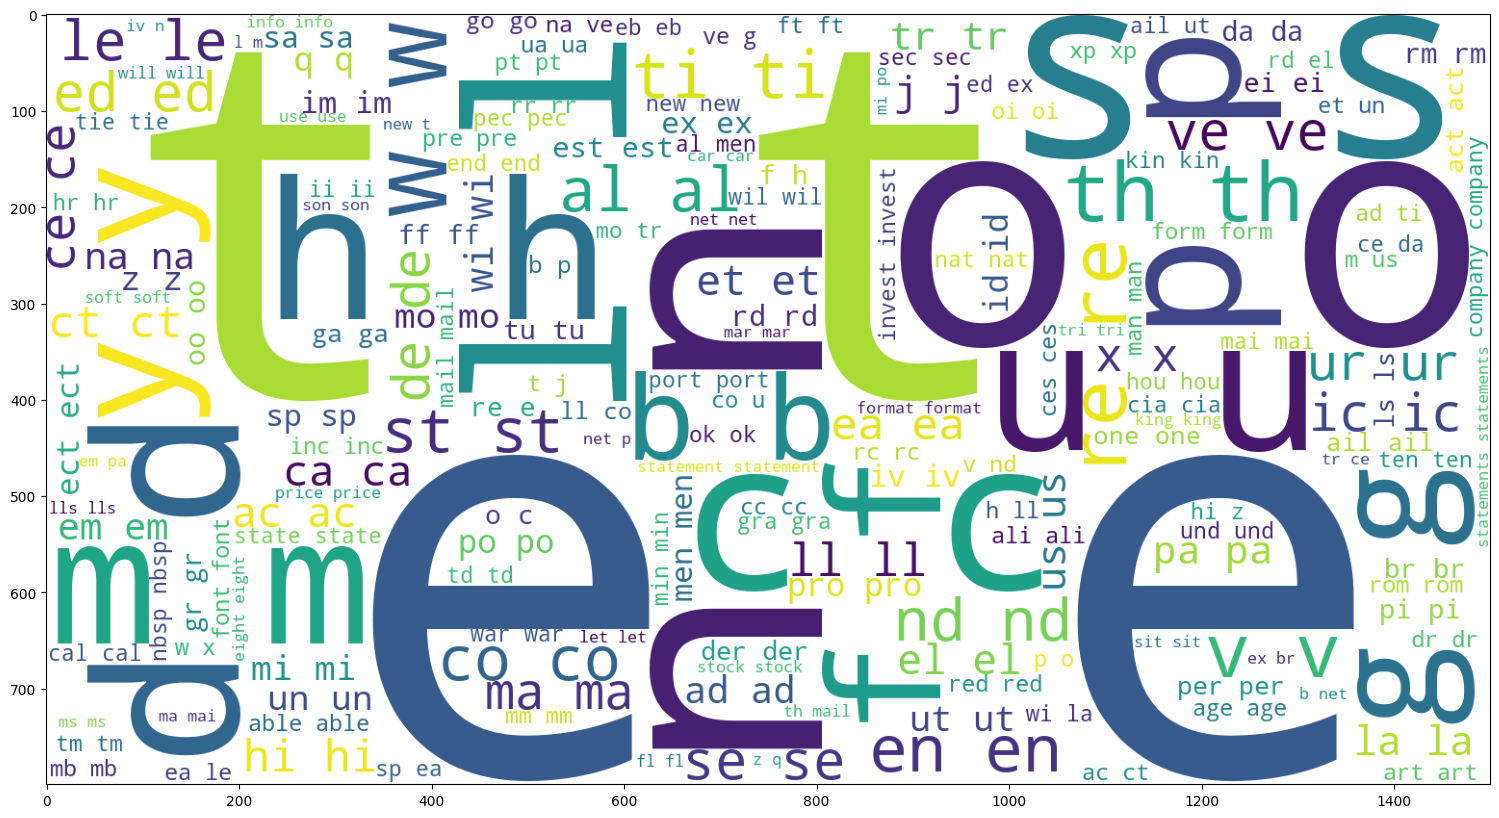 le le
iv n
info info
l m
sa sa
w w
go go
na ve
eb eb
ua ua
ve g
ft ft
tr tr
s s
ail ut
da da
xp xp
rd el
rm rm
p p
will will
q q
pt pt
l l
ti ti
sec sec
j j
ed ex
ei ei
ed ed
t t
im im
rr rr
new new
mi po
oi oi
et un
act act
tie tie
use use
new t
pec pec
ex ex
ve ve
ce ce
pre pre
est est
al men
car car
kin kin
company company
y y
end end
f h
th th
hr hr
ii ii
son son
h h
wi wi
al al
wil wil
net net
invest invest
o o
id id
ad ti
ff ff
mo tr
n n
form form
na na
z z
b p
et et
nat nat
re re
ce da
m us
soft soft
oo oo
de de
mail mail
man man
ct ct
ga ga
mo mo
tu tu
rd rd
mar mar
tri tri
ces ces
mai mai
u u
x x
ur ur
ls ls
ect ect
d d
t j
port port
b b
hou hou
sp sp
st st
re e
ll co
co u
format format
cia cia
king king
ic ic
inc inc
net p
ok ok
ea ea
one one
ail ail
statements statements
em pa
ca ca
e e
statement statement
rc rc
iv iv
v nd
tr ce
ten ten
price price
lls lls
ac ac
o c
c c
cc cc
f f
h ll
us us
hi z
g g
em em
state state
font font
po po
men men
min min
gra gra
ali ali
und und
m m
nbsp nbsp
gr gr
eight eight
td td
ll ll
pro pro
pa pa
br br
rom rom
pi pi
cal cal
w x
war war
let let
n n
nd nd
sit sit
v v
dr dr
d d
mi mi
co co
der der
stock stock
el el
p o
ex br
un un
ma ma
ad ad
red red
per per
b net
ms ms
ma mai
able able
mm mm
th mail
ut ut
wi la
age age
tm tm
hi hi
la la
mb mb
ea le
sp ea
fl fl
se se
z q
en en
ac ct
art art
0
100
200
300
400
500
600
700
0 200 400 600 800 1000 1200 1400